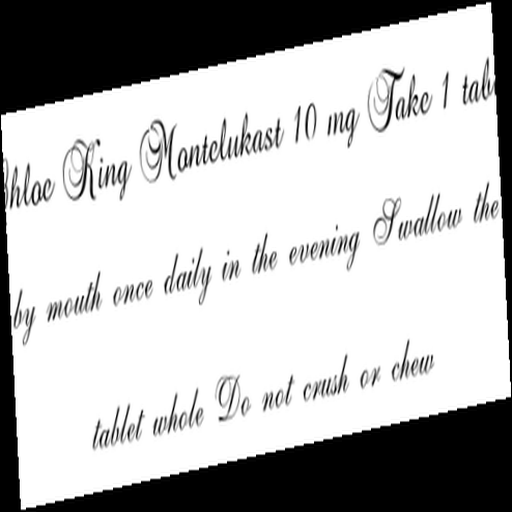 Chloe King Montelukast 10 mg Take 1 tab
by mouth once daily in the evening Swallow the
tablet whole Do not crush or chew